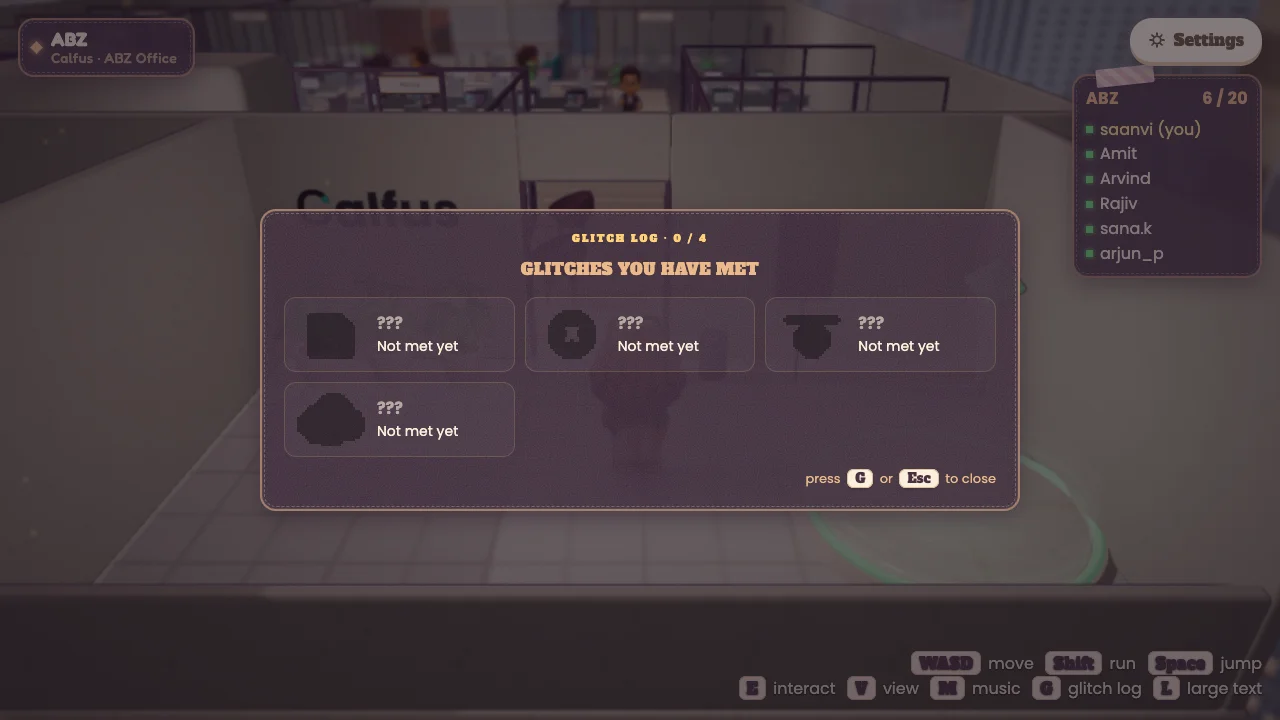 ABZ
Calfus · ABZ Office
Settings
ABZ 6 / 20
saanvi (you)
Amit
Arvind
Rajiv
sana.k
arjun_p
Calfus
GLITCH LOG · 0 / 4
GLITCHES YOU HAVE MET
???
Not met yet
???
Not met yet
???
Not met yet
???
Not met yet
press G or Esc to close
WASD move Shift run Space jump
E interact V view M music G glitch log L large text